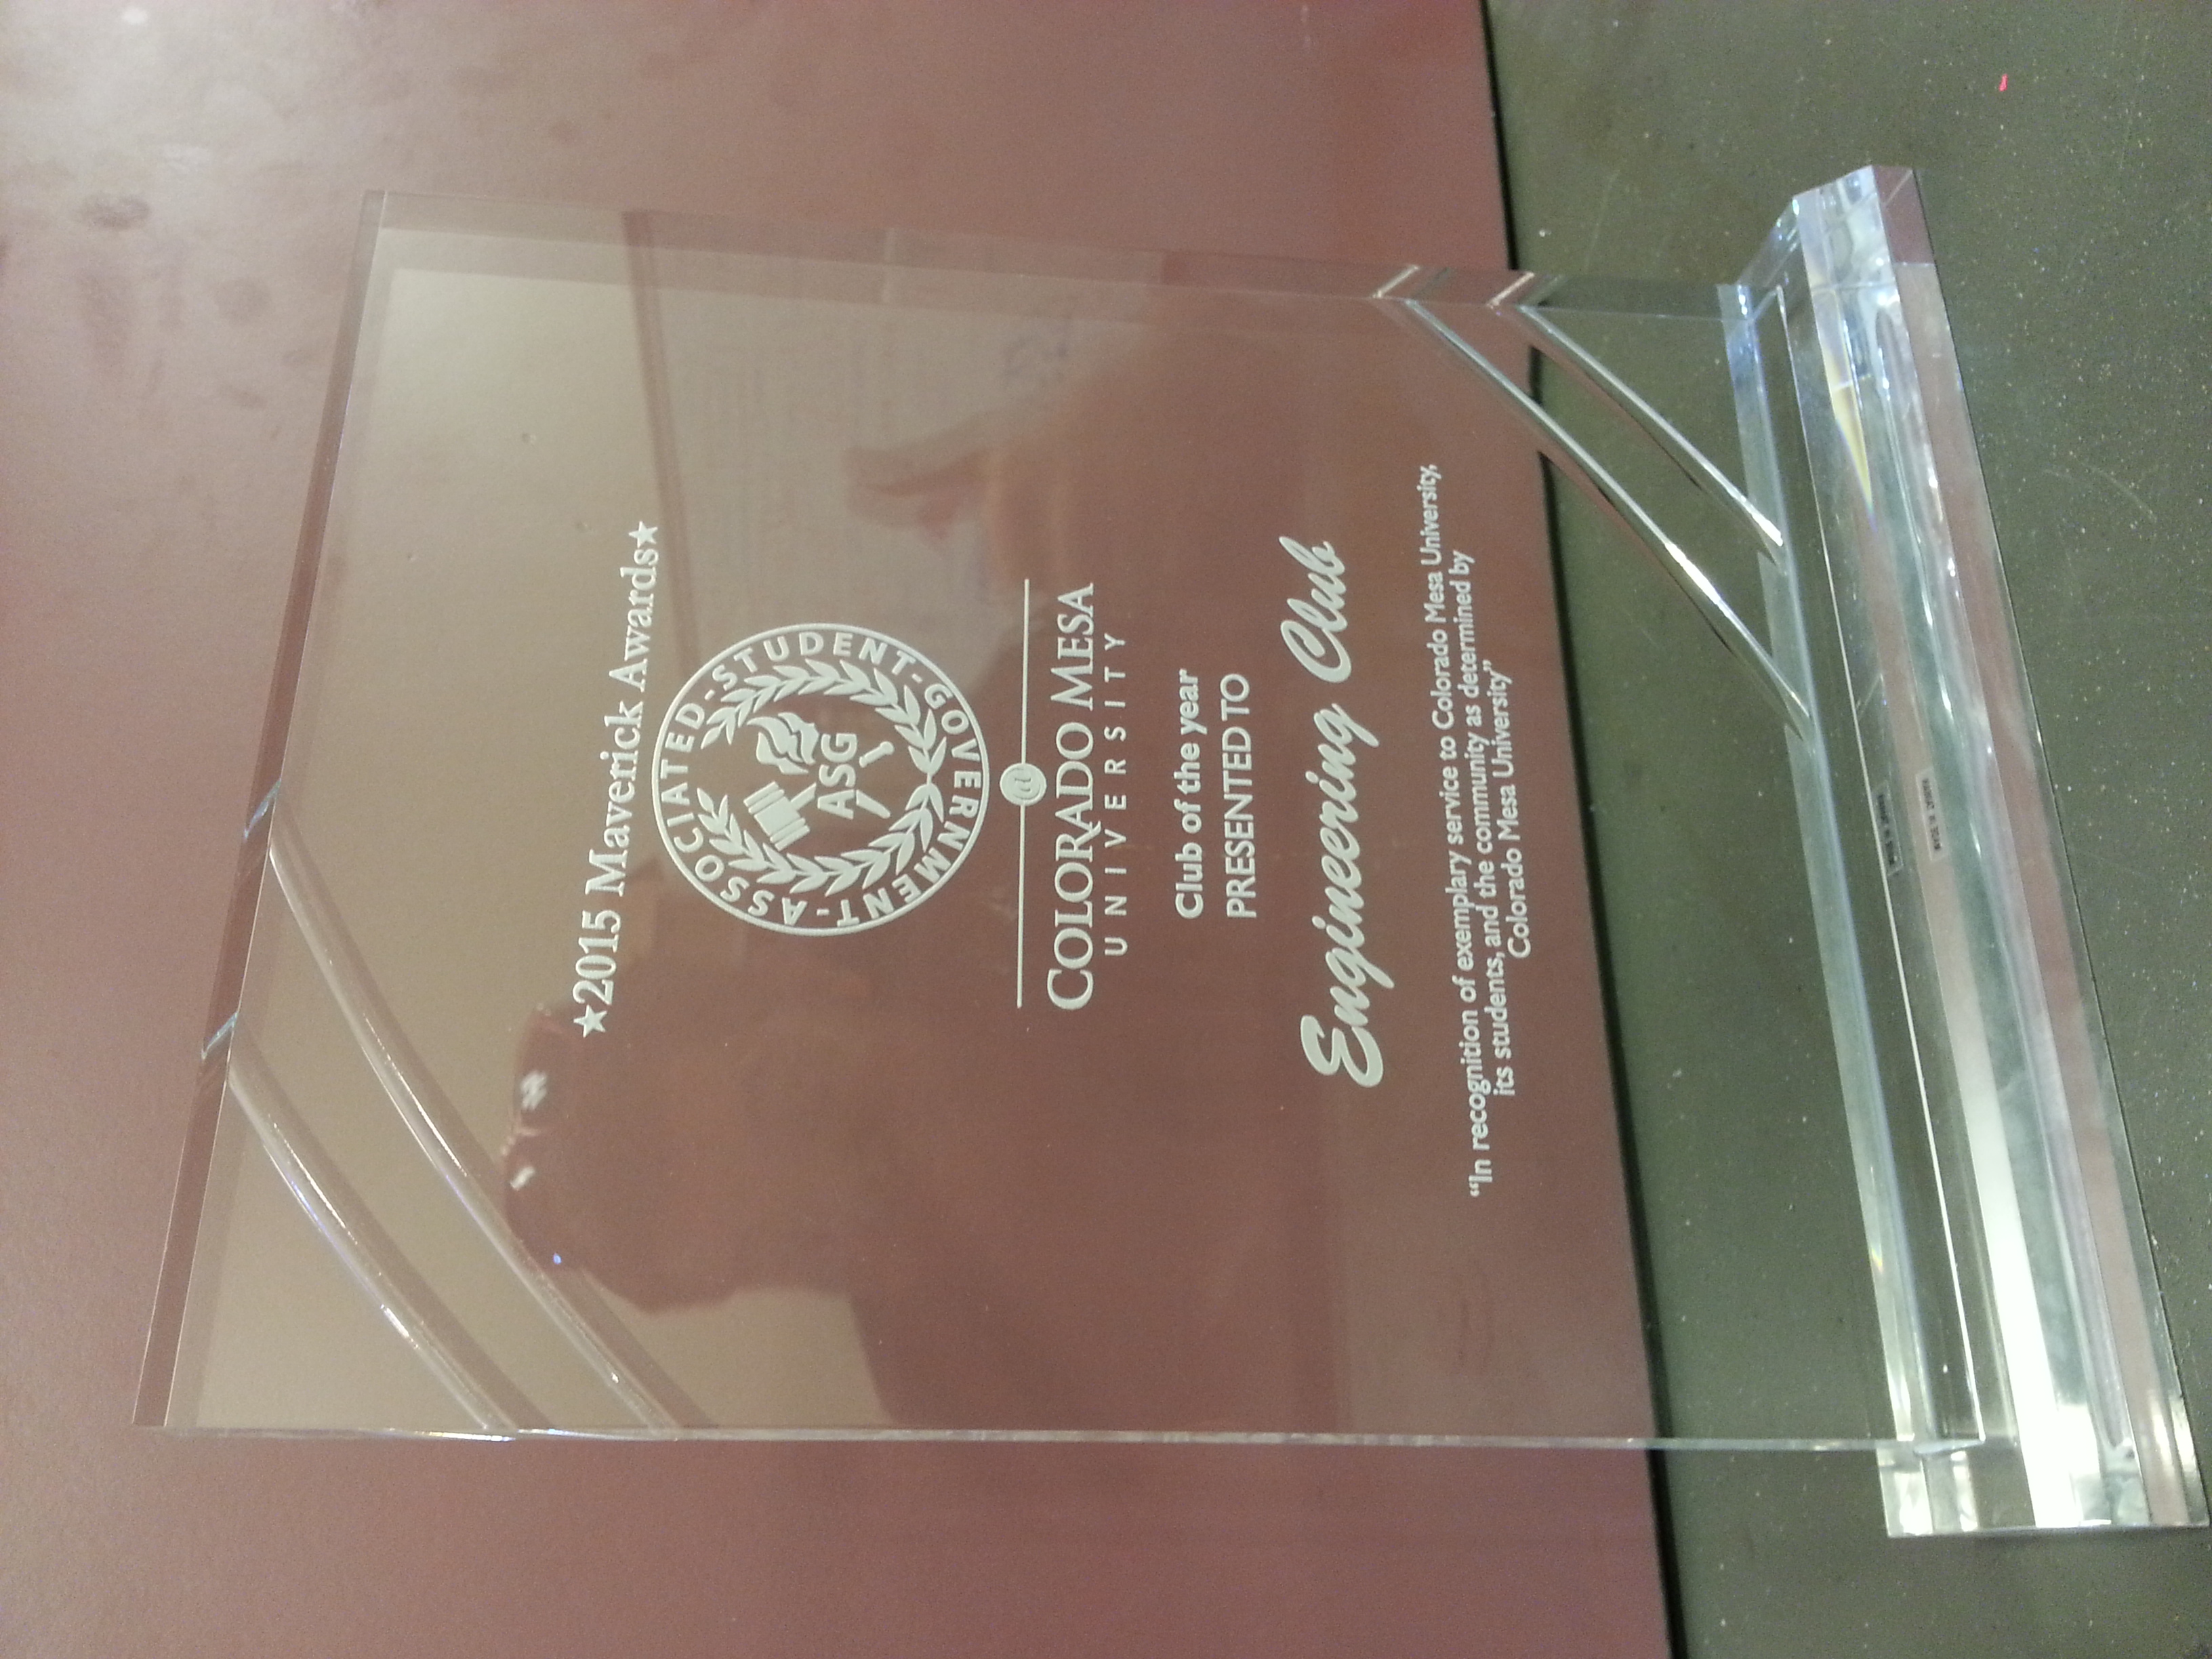 ★2015 Maverick Awards★
ASSOCIATED-STUDENT-GOVERNMENT-
ASG
@
COLORADO MESA
UNIVERSITY
Club of the year
PRESENTED TO
Engineering Club
“In recognition of exemplary service to Colorado Mesa University,
its students, and the community as determined by
Colorado Mesa University”